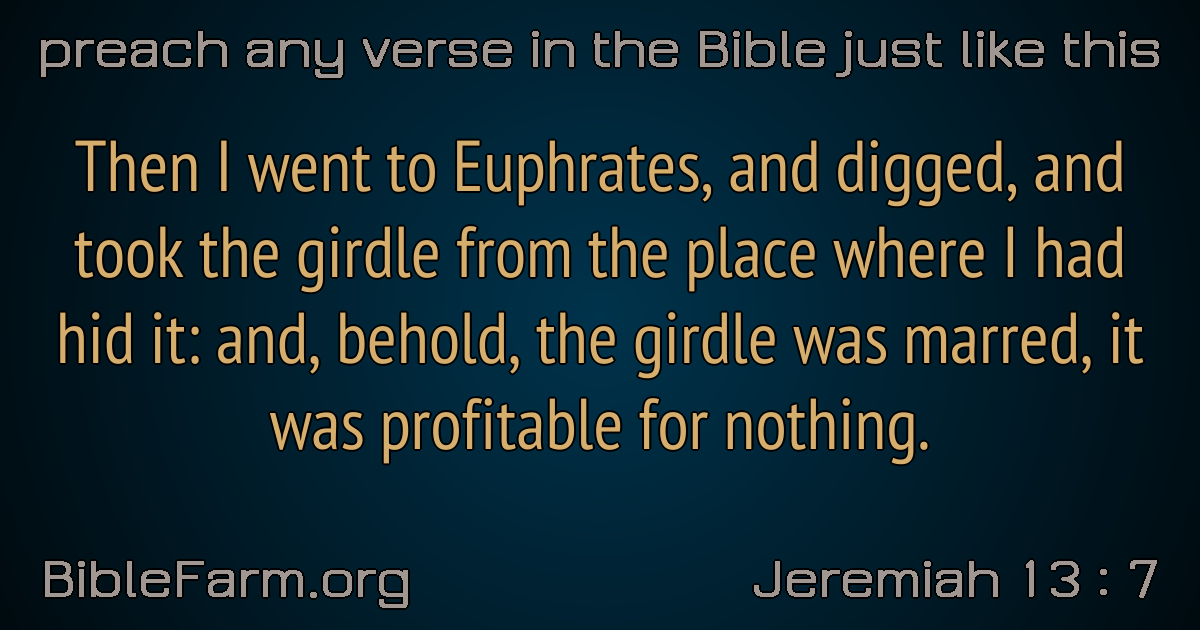 preach any verse in the Bible just like this
Then I went to Euphrates, and digged, and
took the girdle from the place where I had
hid it: and, behold, the girdle was marred, it
was profitable for nothing.
BibleFarm.org
Jeremiah 13 : 7